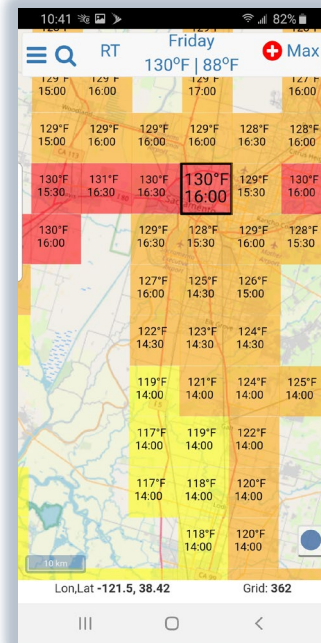 10:41 82%
RT Friday Max
130°F | 88°F
129°F 129°F 129°F 127°F
15:00 16:00 17:00 16:00
129°F 129°F 129°F 129°F 128°F 128°F
15:00 16:00 16:00 16:00 16:30 16:00
130°F 131°F 130°F 130°F 129°F 130°F
15:30 16:30 16:30 16:00 15:30 16:00
130°F 129°F 128°F 129°F 128°F
16:00 16:30 15:30 16:00 15:30
127°F 125°F 126°F
16:00 14:30 15:00
122°F 123°F 124°F
14:30 14:30 14:30
119°F 121°F 124°F 125°F
14:00 14:00 14:00 14:00
117°F 119°F 122°F
14:00 14:00 14:00
117°F 118°F 120°F
14:00 14:00 14:00
118°F 120°F
14:00 14:00
10 km
Lon,Lat -121.5, 38.42 Grid: 362